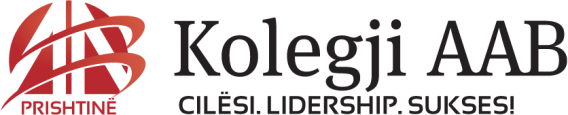 Kolegji AAB
PRISHTINË
CILËSI. LIDERSHIP. SUKSES!